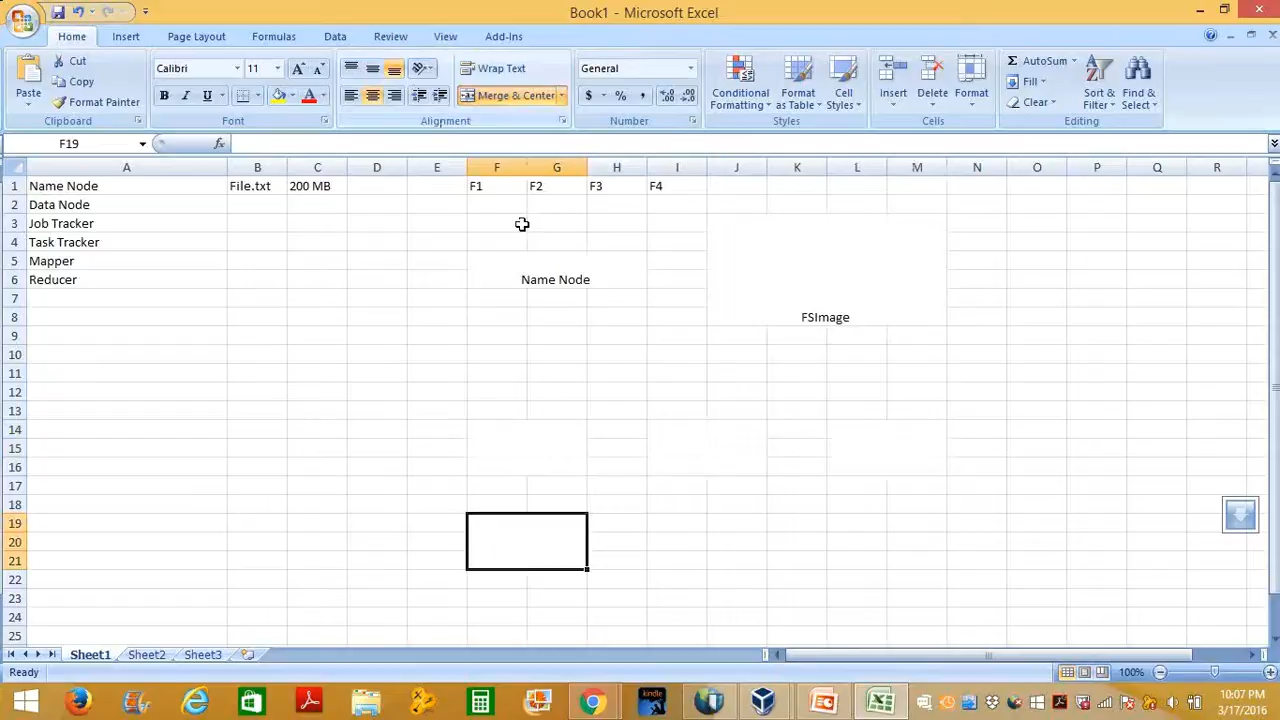 Book1 - Microsoft Excel
Home Insert Page Layout Formulas Data Review View Add-Ins
Paste
Cut
Copy
Format Painter
Clipboard
Calibri 11
B I U
Font
Wrap Text
Merge & Center
Alignment
General
$ % ,
Number
Conditional Formatting
Format as Table
Cell Styles
Styles
Insert
Delete
Format
Cells
AutoSum
Fill
Clear
Sort & Filter
Find & Select
Editing
F19
fx
A B C D E F G H I J K L M N O P Q R
1 Name Node File.txt 200 MB F1 F2 F3 F4
2 Data Node
3 Job Tracker
4 Task Tracker
5 Mapper
6 Reducer Name Node
7
8 FSImage
9
10
11
12
13
14
15
16
17
18
19
20
21
22
23
24
25
Sheet1 Sheet2 Sheet3
Ready
100%
kindle
10:07 PM
3/17/2016